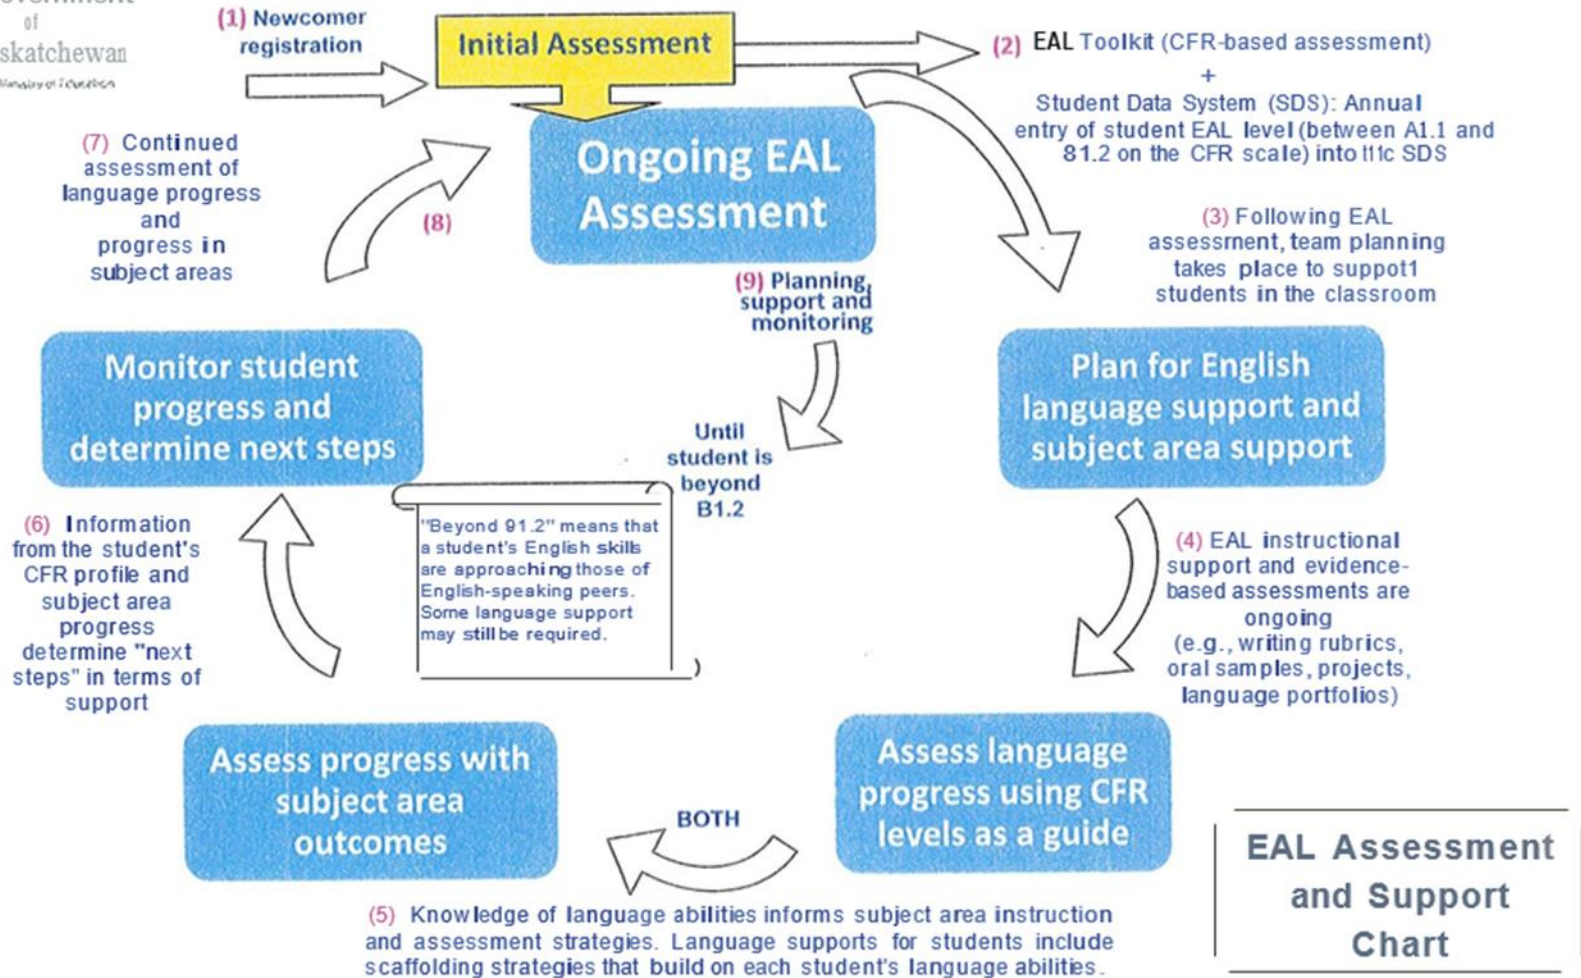 of
skatchewan
(1) Newcomer
registration
Initial Assessment
(2) EAL Toolkit (CFR-based assessment)
+
Student Data System (SDS): Annual
entry of student EAL level (between A1.1 and
81.2 on the CFR scale) into t11c SDS
(7) Continued
assessment of
language progress
and
progress in
subject areas
(8)
Ongoing EAL
Assessment
(3) Following EAL
assessrnent, team planning
takes place to suppot1
students in the classroom
(9) Planning,
support and
monitoring
Monitor student
progress and
determine next steps
Plan for English
language support and
subject area support
Until
student is
beyond
B1.2
"Beyond 91.2" means that
a student's English skills
are approaching those of
English-speaking peers.
Some language support
may still be required.
(6) Information
from the student's
CFR profile and
subject area
progress
determine "next
steps" in terms of
support
(4) EAL instructional
support and evidence-
based assessments are
ongoing
(e.g., writing rubrics,
oral samples, projects,
language portfolios)
Assess progress with
subject area
outcomes
BOTH
Assess language
progress using CFR
levels as a guide
(5) Knowledge of language abilities informs subject area instruction
and assessment strategies. Language supports for students include
scaffolding strategies that build on each student's language abilities.
EAL Assessment
and Support
Chart